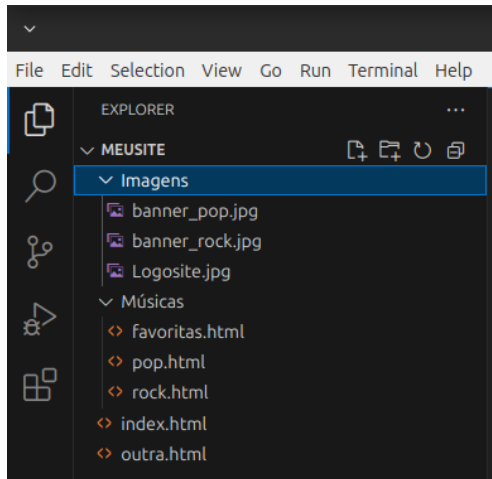 File Edit Selection View Go Run Terminal Help
EXPLORER
MEUSITE
Imagens
banner_pop.jpg
banner_rock.jpg
Logosite.jpg
Músicas
favoritas.html
pop.html
rock.html
index.html
outra.html